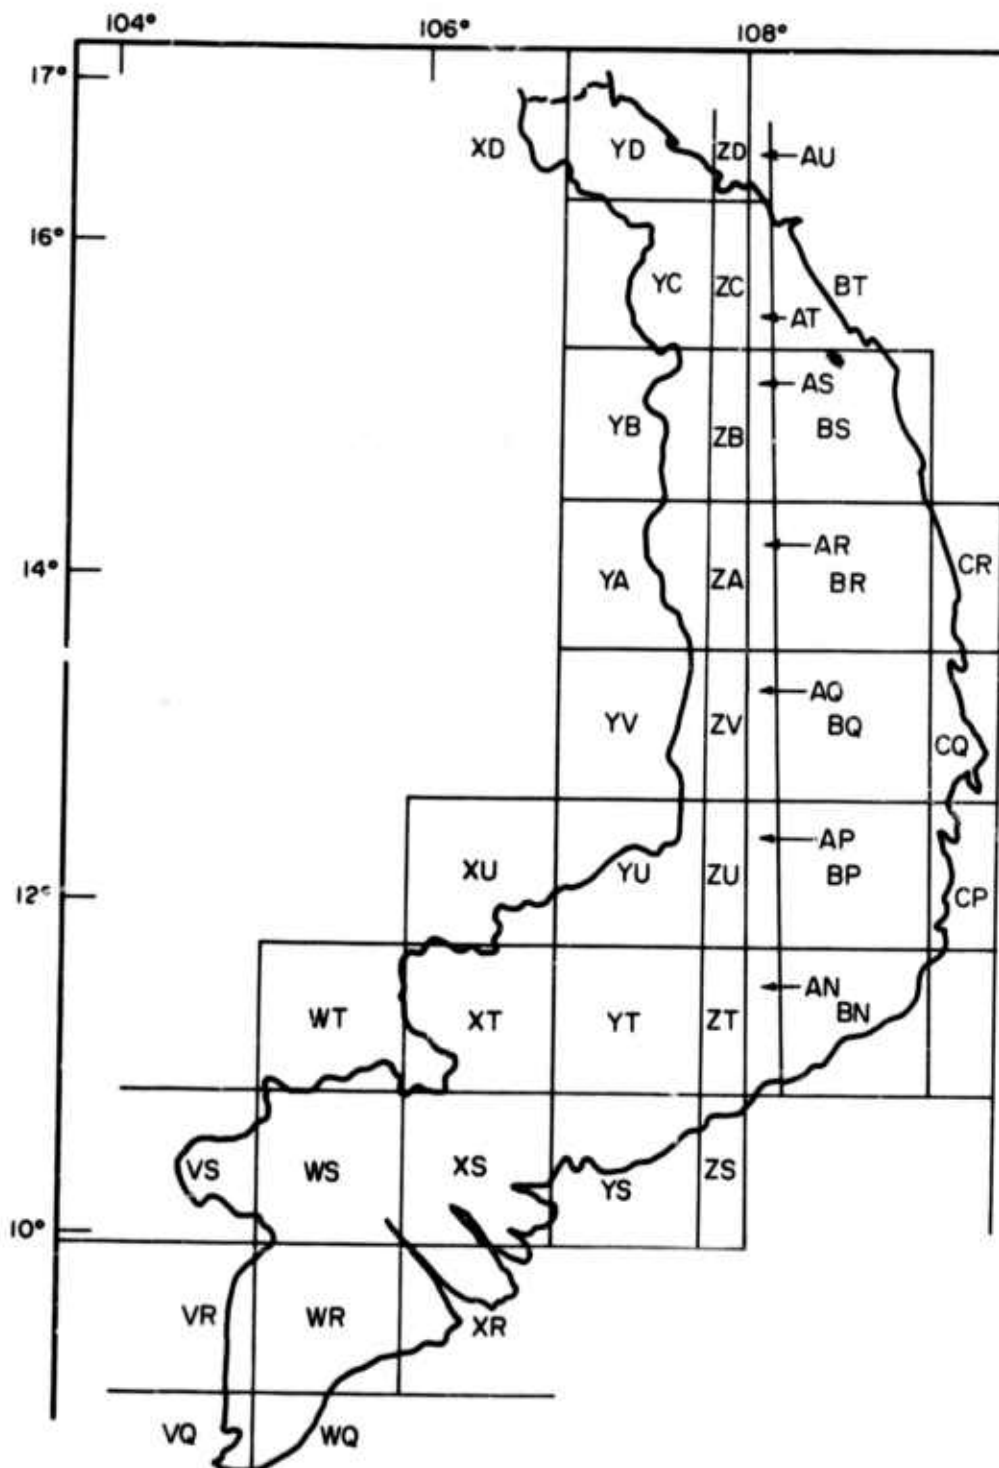 104° 106° 108°
17°
XD YD ZD AU
16°
YC ZC BT
AT
AS
YB ZB BS
AR
14° YA ZA BR CR
AQ
YV ZV BQ CQ
AP
12° XU YU ZU BP CP
AN
WT XT YT ZT BN
VS WS XS YS ZS
10°
VR WR XR
VQ WQ